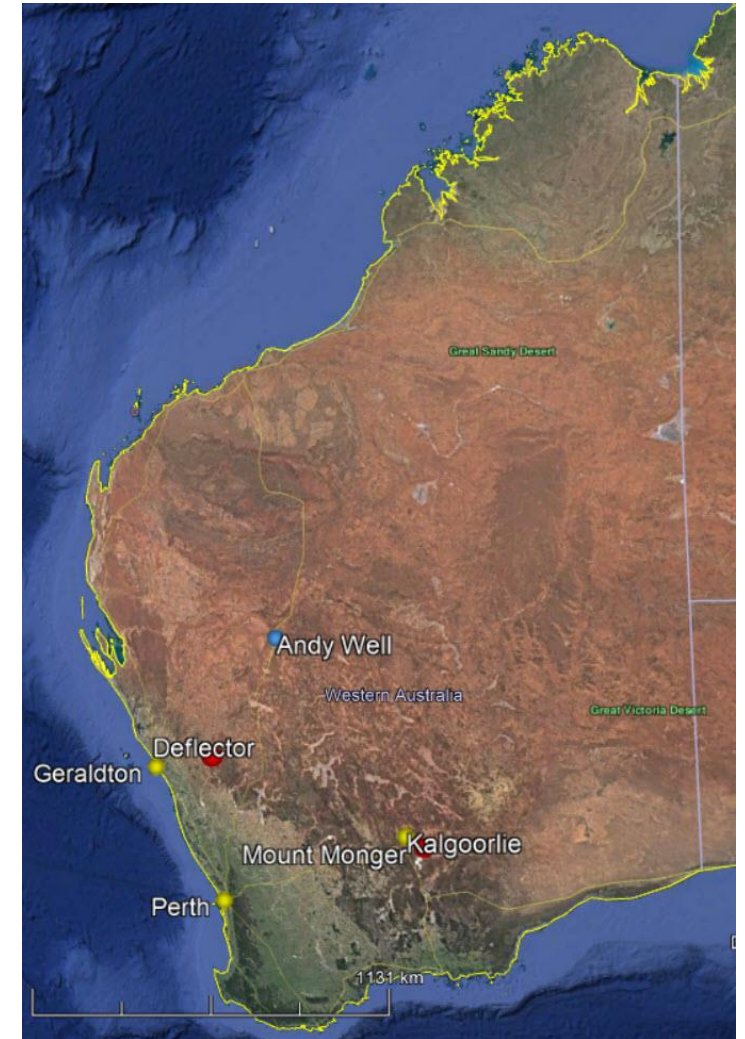 Great Sandy Desert
Andy Well
Western Australia
Great Victoria Desert
Deflector
Geraldton
Kalgoorlie
Mount Monger
Perth
D
1131 km